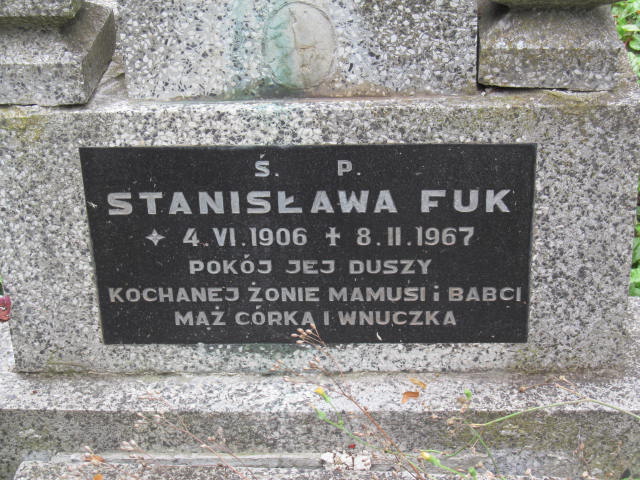 Ś. P.
STANISŁAWA FUK
✦ 4.VI.1906 ✝ 8.II.1967
POKÓJ JEJ DUSZY
KOCHANEJ ŻONIE MAMUSI i BABCI
MĄŻ CÓRKA I WNUCZKA